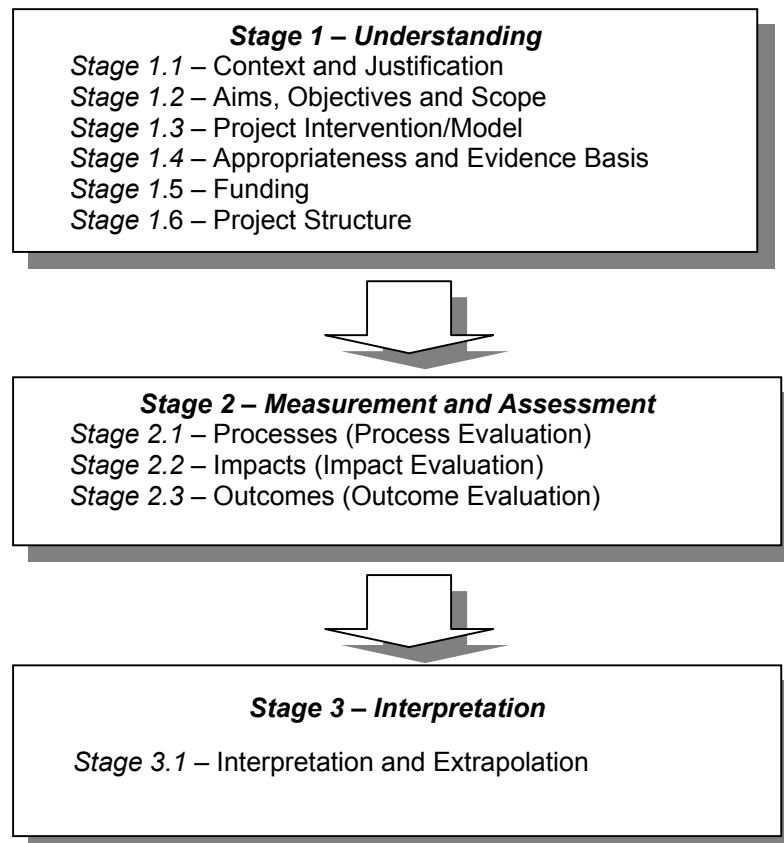 Stage 1 – Understanding
Stage 1.1 – Context and Justification
Stage 1.2 – Aims, Objectives and Scope
Stage 1.3 – Project Intervention/Model
Stage 1.4 – Appropriateness and Evidence Basis
Stage 1.5 – Funding
Stage 1.6 – Project Structure
Stage 2 – Measurement and Assessment
Stage 2.1 – Processes (Process Evaluation)
Stage 2.2 – Impacts (Impact Evaluation)
Stage 2.3 – Outcomes (Outcome Evaluation)
Stage 3 – Interpretation
Stage 3.1 – Interpretation and Extrapolation